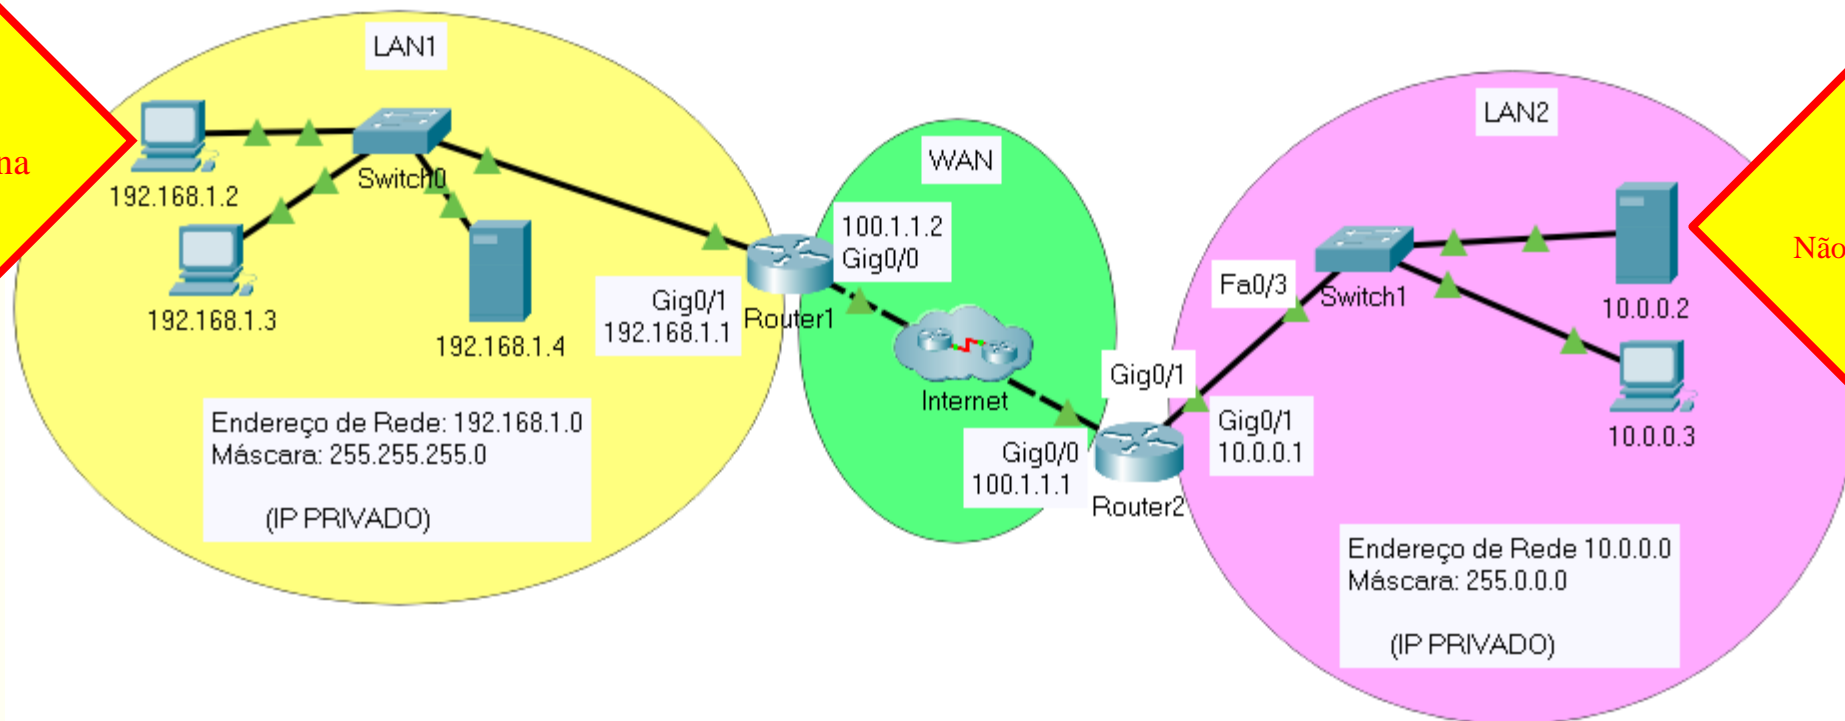 LAN1
na
192.168.1.2
Switch0
192.168.1.3
192.168.1.4
Endereço de Rede: 192.168.1.0
Máscara: 255.255.255.0
(IP PRIVADO)
Gig0/1
192.168.1.1
Router1
WAN
100.1.1.2
Gig0/0
Internet
Gig0/0
100.1.1.1
Router2
Gig0/1
Gig0/1
10.0.0.1
LAN2
Fa0/3
Switch1
10.0.0.2
10.0.0.3
Não
Endereço de Rede 10.0.0.0
Máscara: 255.0.0.0
(IP PRIVADO)